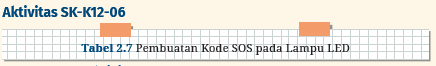 Aktivitas SK-K12-06
Tabel 2.7 Pembuatan Kode SOS pada Lampu LED